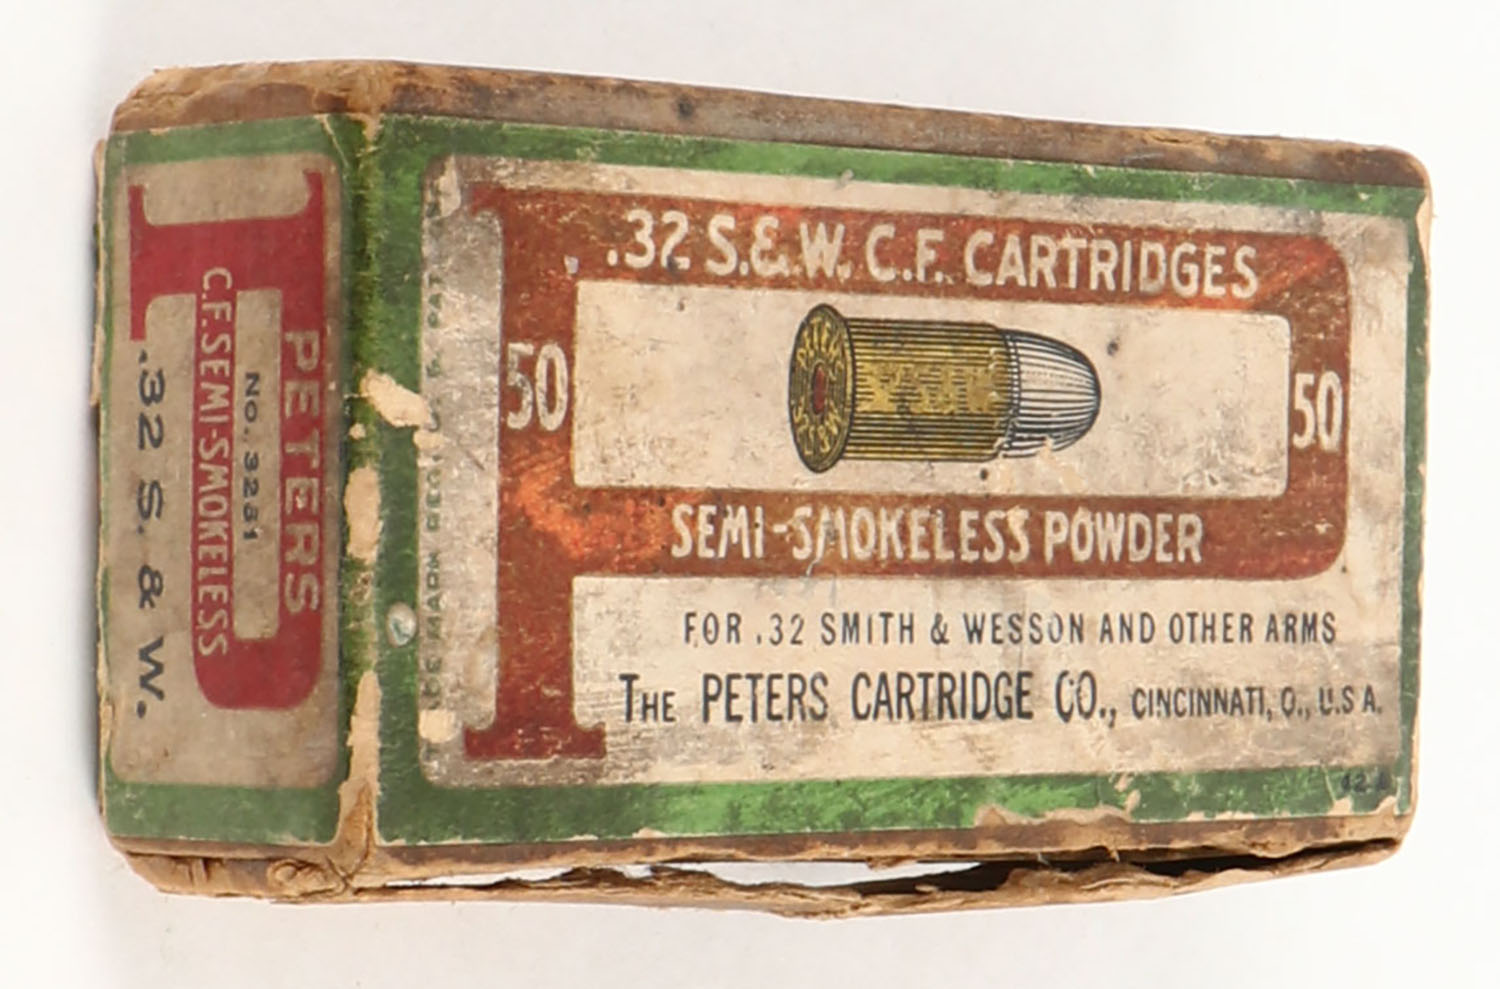 .32 S.& W. C.F. CARTRIDGES
50
50
SEMI-SMOKELESS POWDER
FOR .32 SMITH & WESSON AND OTHER ARMS
THE PETERS CARTRIDGE CO., CINCINNATI, O., U.S.A.
PETERS
NO. 3281
C.F. SEMI-SMOKELESS
.32 S. & W.